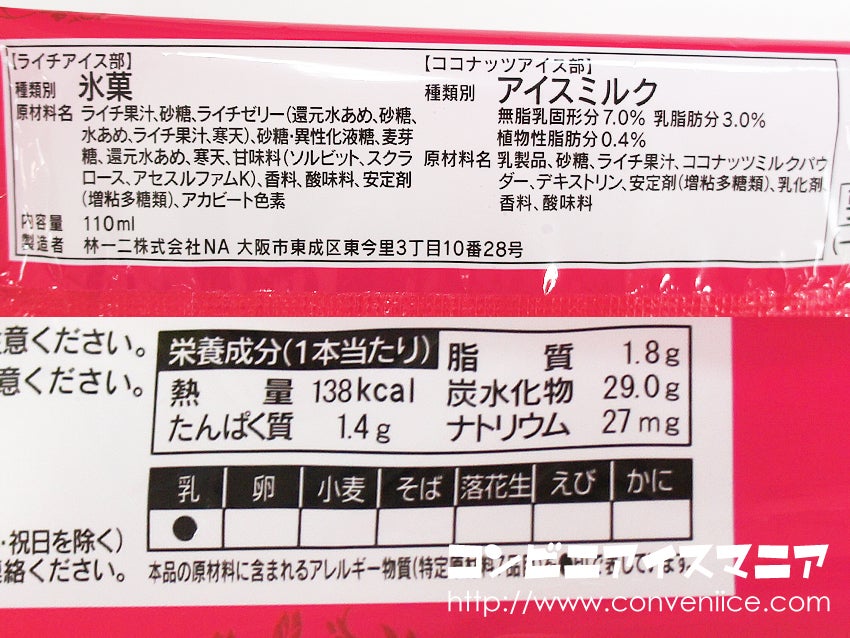 【ライチアイス部】
種類別 氷菓
原材料名 ライチ果汁、砂糖、ライチゼリー(還元水あめ、砂糖、
水あめ、ライチ果汁、寒天)、砂糖・異性化液糖、麦芽
糖、還元水あめ、寒天、甘味料(ソルビット、スクラ
ロース、アセスルファムK)、香料、酸味料、安定剤
(増粘多糖類)、アカビート色素
内容量 110ml
製造者 林一二株式会社NA 大阪市東成区東今里3丁目10番28号
【ココナッツアイス部】
種類別 アイスミルク
無脂乳固形分7.0% 乳脂肪分3.0%
植物性脂肪分0.4%
原材料名 乳製品、砂糖、ライチ果汁、ココナッツミルクパウ
ダー、デキストリン、安定剤(増粘多糖類)、乳化剤、
香料、酸味料
意ください。
意ください。
・祝日を除く)
絡ください。
栄養成分(1本当たり)
熱量 138kcal
たんぱく質 1.4g
脂質 1.8g
炭水化物 29.0g
ナトリウム 27mg
乳 卵 小麦 そば 落花生 えび かに
●
本品の原材料に含まれるアレルギー物質(特定原材料7品目)を●印で表しています。
コンビニアイスマニア
http://www.conveniice.com/